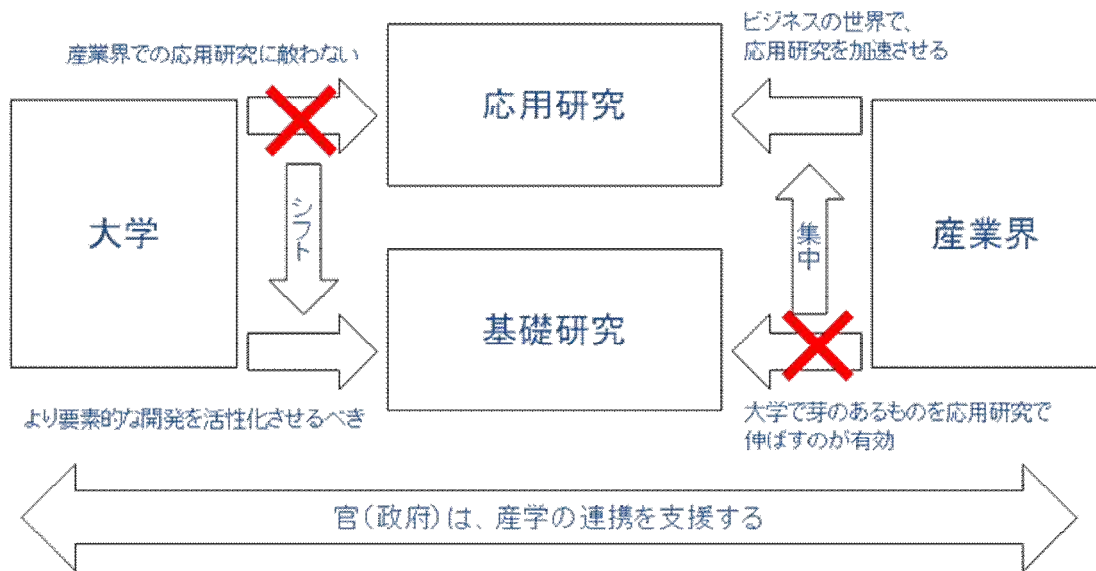 産業界での応用研究に敵わない
ビジネスの世界で、
応用研究を加速させる
応用研究
大学
シフト
集中
産業界
基礎研究
より要素的な開発を活性化させるべき
大学で芽のあるものを応用研究で
伸ばすのが有効
官(政府)は、産学の連携を支援する